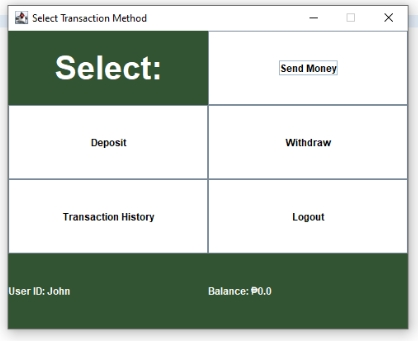 Select Transaction Method
Select:
Send Money
Deposit
Withdraw
Transaction History
Logout
User ID: John
Balance: ₱0.0